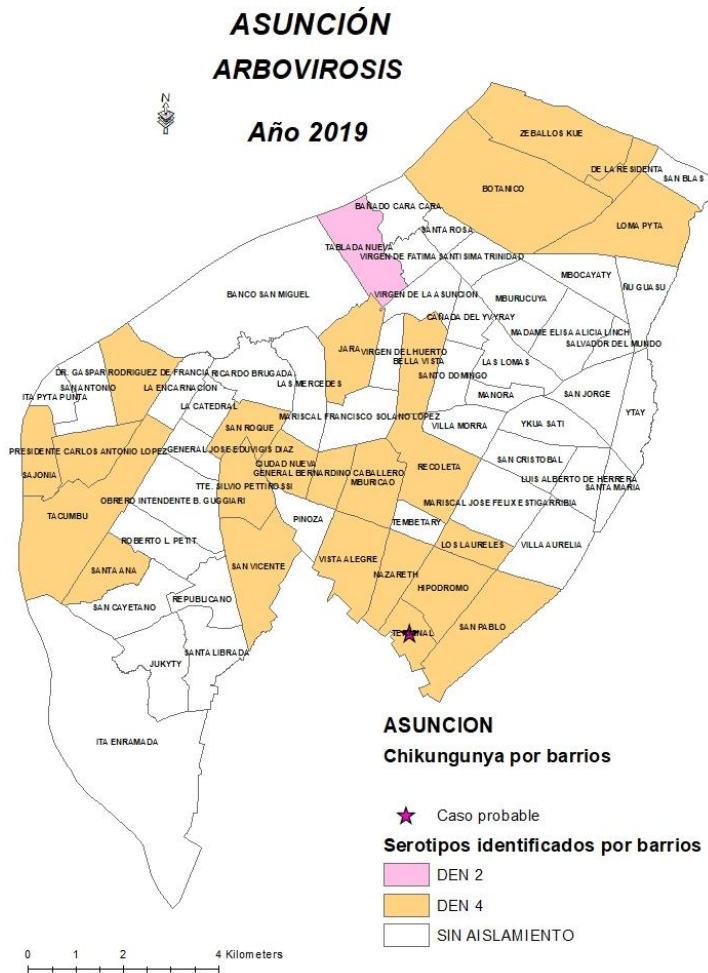 ASUNCIÓN
ARBOVIROSIS
Año 2019
N
ZEBALLOS KUE
DE LA RESIDENTA
SAN BLAS
BOTANICO
LOMA PYTA
BAÑADO CARA CARA
SANTA ROSA
TABLADA NUEVA
VIRGEN DE FATIMA
SANTISIMA TRINIDAD
MBOCAYATY
ÑU GUASU
BANCO SAN MIGUEL
VIRGEN DE LA ASUNCION
MBURUCUYA
CAÑADA DEL YVYRAY
MADAME ELISA ALICIA LINCH
SALVADOR DEL MUNDO
JARA
VIRGEN DEL HUERTO
BELLA VISTA
LAS LOMAS
DR. GASPAR RODRIGUEZ DE FRANCIA
RICARDO BRUGADA
SANTO DOMINGO
SAN ANTONIO
LA ENCARNACION
LAS MERCEDES
MANORA
SAN JORGE
ITA PYTA PUNTA
LA CATEDRAL
MARISCAL FRANCISCO SOLANO LOPEZ
YTAY
SAN ROQUE
VILLA MORRA
YKUA SATI
PRESIDENTE CARLOS ANTONIO LOPEZ
GENERAL JOSE EDUVIGIS DIAZ
SAN CRISTOBAL
CIUDAD NUEVA
GENERAL BERNARDINO CABALLERO
RECOLETA
SAJONIA
MBURICAO
LUIS ALBERTO DE HERRERA
TTE. SILVIO PETTIROSSI
SANTA MARIA
OBRERO INTENDENTE B. GUGGIARI
MARISCAL JOSE FELIX ESTIGARRIBIA
TACUMBU
PINOZA
TEMBETARY
ROBERTO L. PETIT
LOS LAURELES
VILLA AURELIA
VISTA ALEGRE
SANTA ANA
SAN VICENTE
NAZARETH
HIPODROMO
REPUBLICANO
SAN CAYETANO
SAN PABLO
TERMINAL
SANTA LIBRADA
JUKYTY
ITA ENRAMADA
ASUNCION
Chikungunya por barrios
Caso probable
Serotipos identificados por barrios
DEN 2
DEN 4
SIN AISLAMIENTO
0 1 2 4 Kilometers